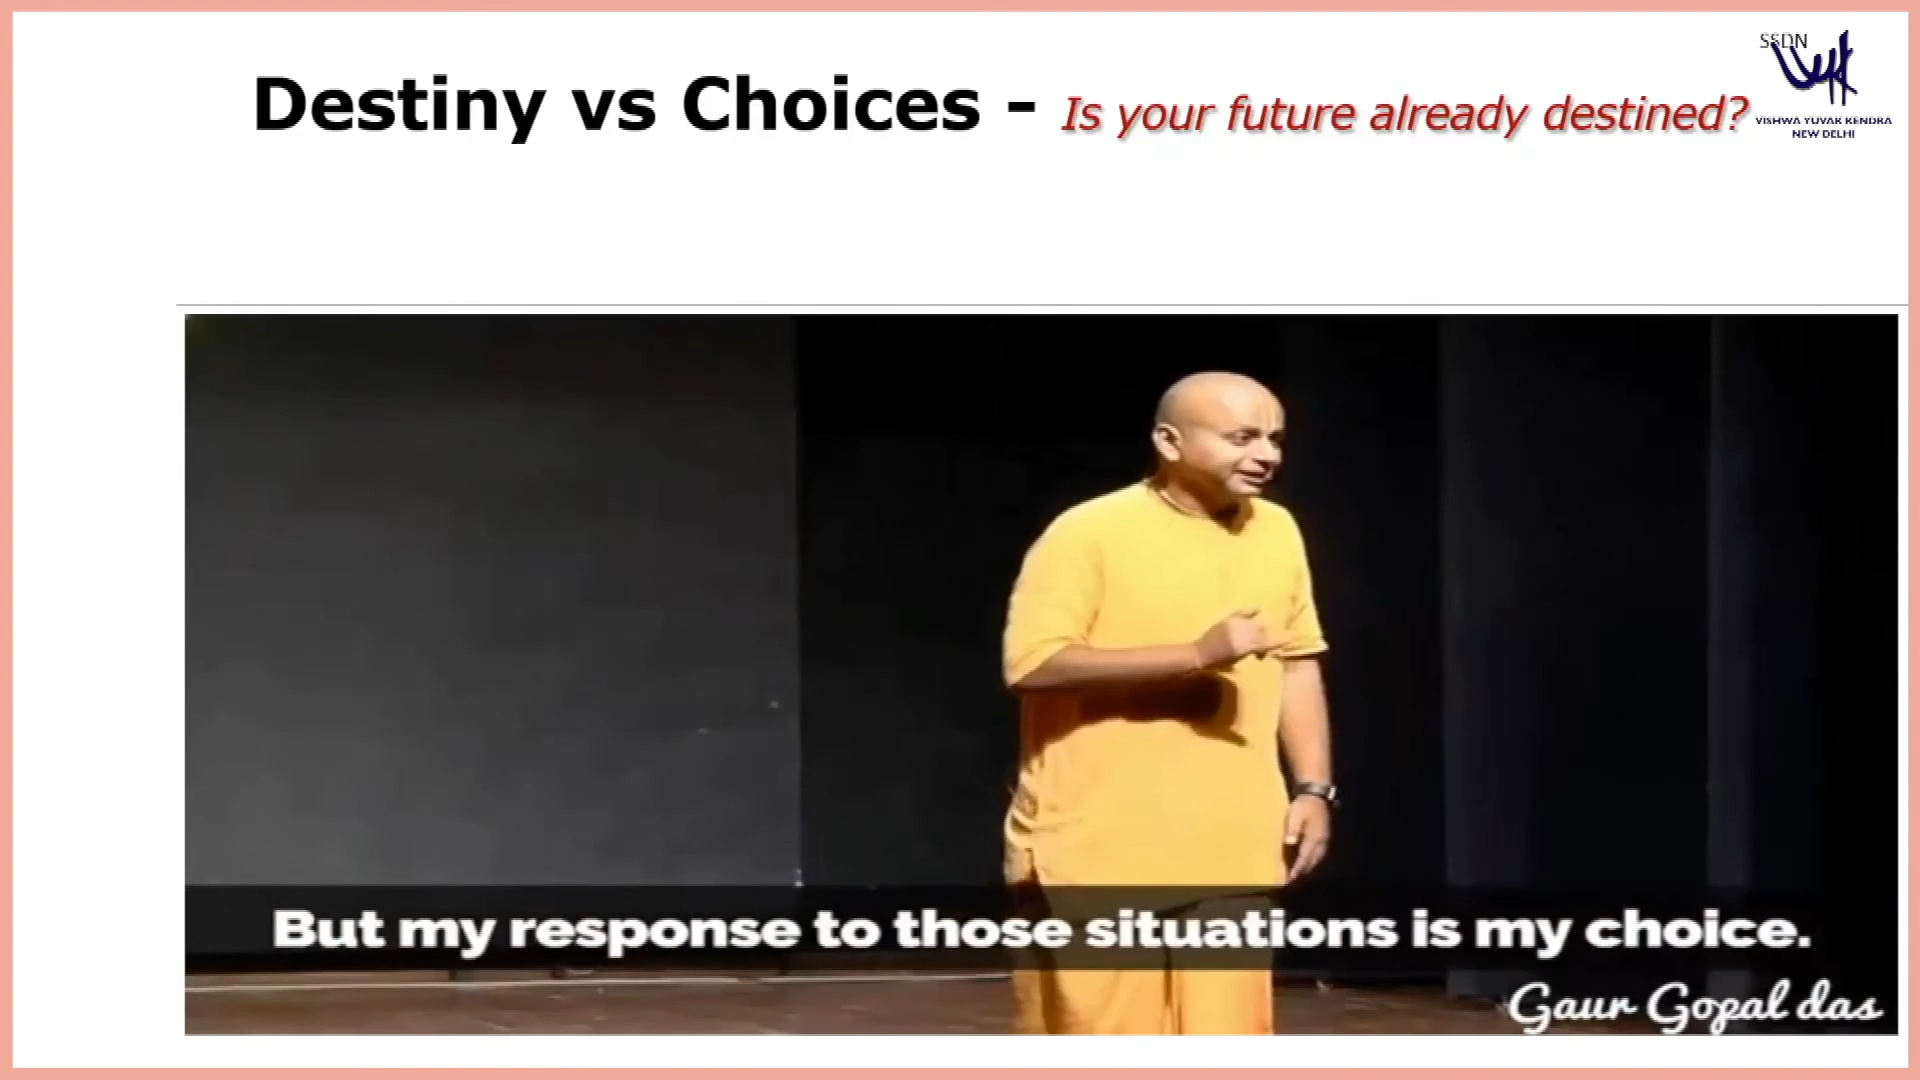 SSDN
Destiny vs Choices - Is your future already destined?
VISHWA YUVAK KENDRA
NEW DELHI
But my response to those situations is my choice.
Gaur Gopal das